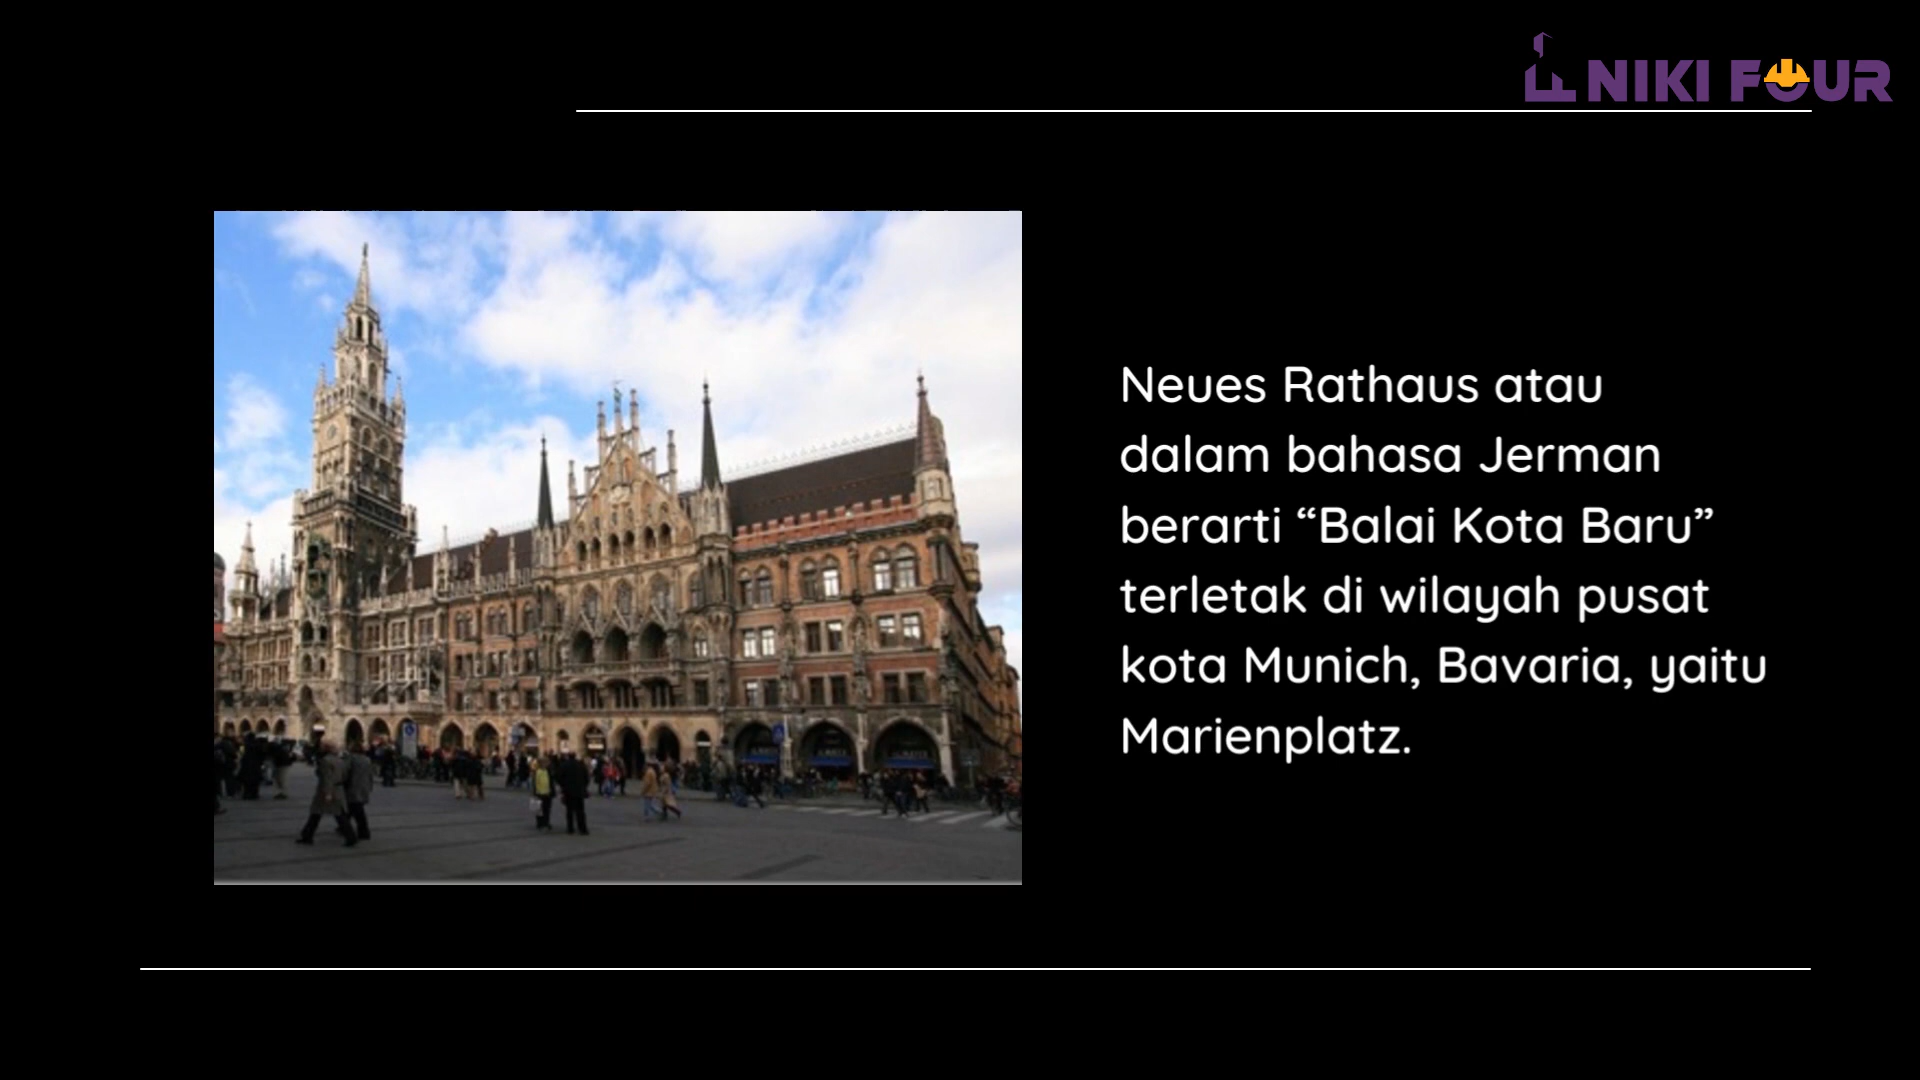 NIKI FOUR
Neues Rathaus atau
dalam bahasa Jerman
berarti “Balai Kota Baru”
terletak di wilayah pusat
kota Munich, Bavaria, yaitu
Marienplatz.